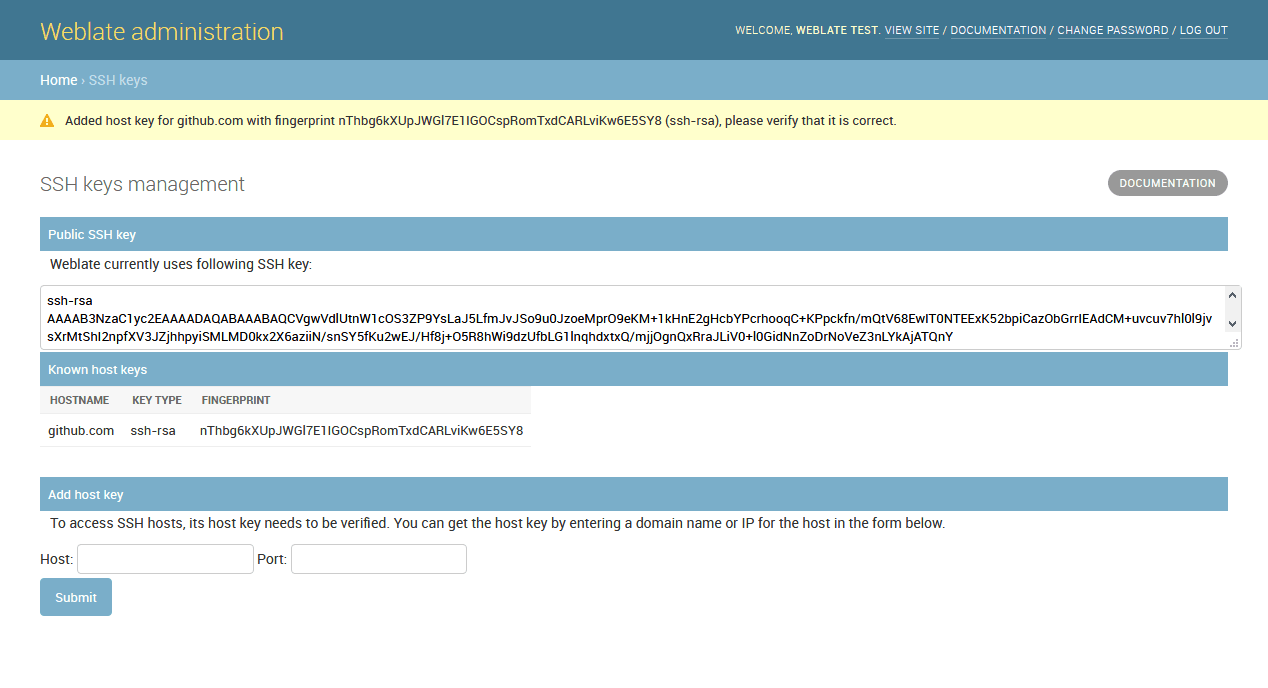 Weblate administration
WELCOME, WEBLATE TEST. VIEW SITE / DOCUMENTATION / CHANGE PASSWORD / LOG OUT
Home › SSH keys
Added host key for github.com with fingerprint nThbg6kXUpJWGl7E1IGOCspRomTxdCARLviKw6E5SY8 (ssh-rsa), please verify that it is correct.
SSH keys management
DOCUMENTATION
Public SSH key
Weblate currently uses following SSH key:
ssh-rsa
AAAAB3NzaC1yc2EAAAADAQABAAABAQCVgwVdlUtnW1cOS3ZP9YsLaJ5LfmJvJSo9u0JzoeMprO9eKM+1kHnE2gHcbYPcrhooqC+KPpckfn/mQtV68EwIT0NTEExK52bpiCazObGrrIEAdCM+uvcuv7hl0l9jv
sXrMtShI2npfXV3JZjhhpyiSMLMD0kx2X6aziiN/snSY5fKu2wEJ/Hf8j+O5R8hWi9dzUfbLG1lnqhdxtxQ/mjjOgnQxRraJLiV0+l0GidNnZoDrNoVeZ3nLYkAjATQnY
Known host keys
HOSTNAME KEY TYPE FINGERPRINT
github.com ssh-rsa nThbg6kXUpJWGl7E1IGOCspRomTxdCARLviKw6E5SY8
Add host key
To access SSH hosts, its host key needs to be verified. You can get the host key by entering a domain name or IP for the host in the form below.
Host: Port:
Submit